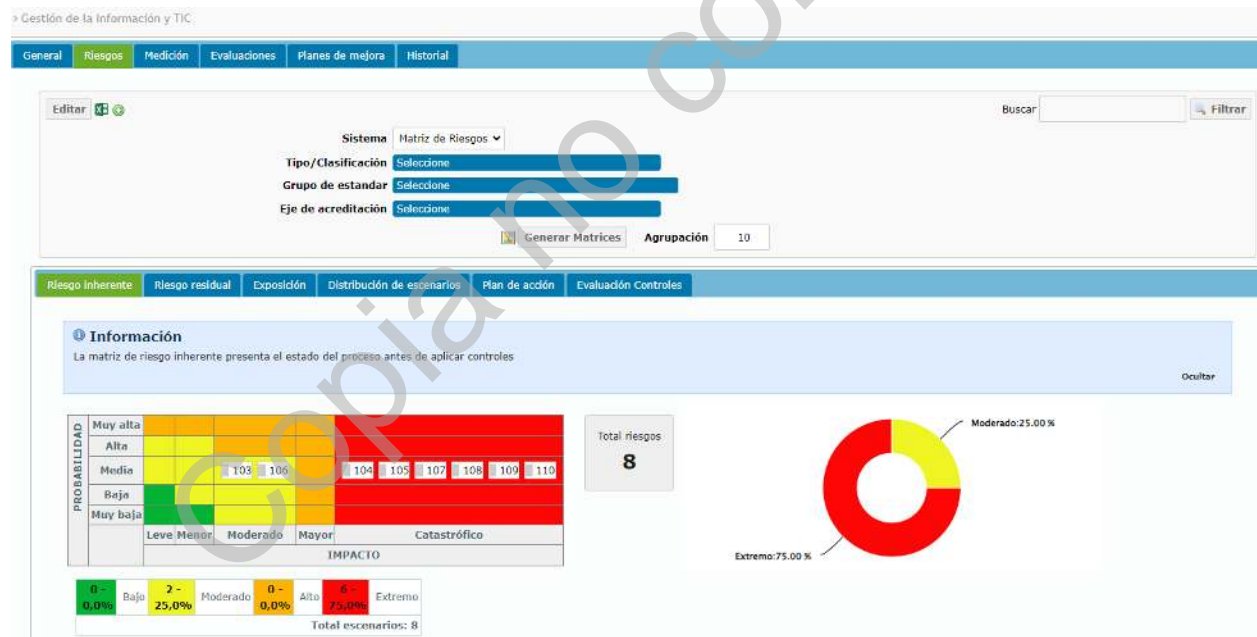 > Gestión de la Información y TIC
General Riesgos Medición Evaluaciones Planes de mejora Historial
Editar Buscar Filtrar
Sistema Matriz de Riesgos
Tipo/Clasificación Seleccione
Grupo de estandar Seleccione
Eje de acreditación Seleccione
Generar Matrices Agrupación 10
Riesgo inherente Riesgo residual Exposición Distribución de escenarios Plan de acción Evaluación Controles
Información
La matriz de riesgo inherente presenta el estado del proceso antes de aplicar controles
Ocultar
PROBABILIDAD
Muy alta
Alta
Media 103 106 104 105 107 108 109 110
Baja
Muy baja
Leve Menor Moderado Mayor Catastrófico
IMPACTO
Total riesgos
8
Moderado:25.00 %
Extremo:75.00 %
0 - 0,0% Bajo 2 - 25,0% Moderado 0 - 0,0% Alto 6 - 75,0% Extremo
Total escenarios: 8
Copia no co